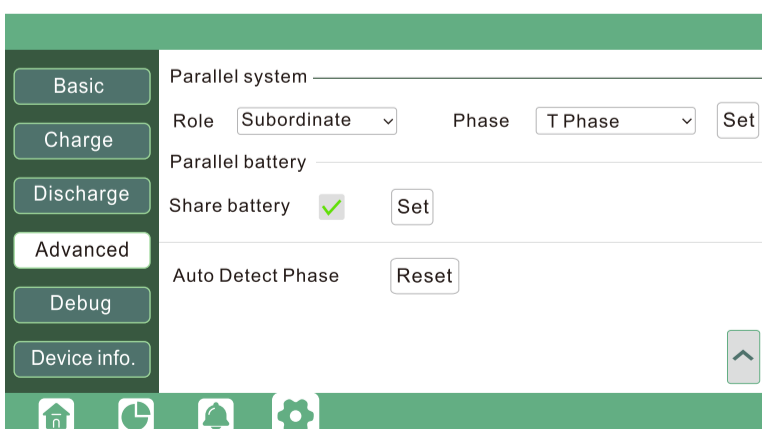 Basic
Charge
Discharge
Advanced
Debug
Device info.
Parallel system
Role Subordinate Phase T Phase Set
Parallel battery
Share battery Set
Auto Detect Phase Reset